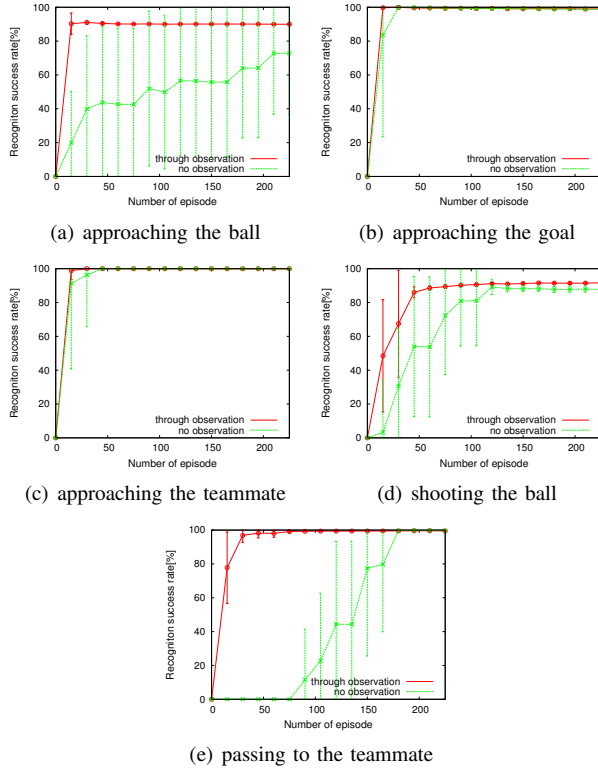 100
80
60
40
20
0
Recogniton success rate[%]
through observation
no observation
0 50 100 150 200
Number of episode
(a) approaching the ball
100
80
60
40
20
0
Recogniton success rate[%]
through observation
no observation
0 50 100 150 200
Number of episode
(b) approaching the goal
100
80
60
40
20
0
Recogniton success rate[%]
through observation
no observation
0 50 100 150 200
Number of episode
(c) approaching the teammate
100
80
60
40
20
0
Recogniton success rate[%]
through observation
no observation
0 50 100 150 200
Number of episode
(d) shooting the ball
100
80
60
40
20
0
Recogniton success rate[%]
through observation
no observation
0 50 100 150 200
Number of episode
(e) passing to the teammate